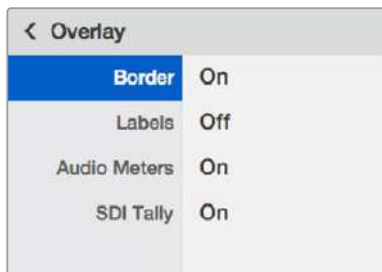 < Overlay
Border On
Labels Off
Audio Meters On
SDI Tally On